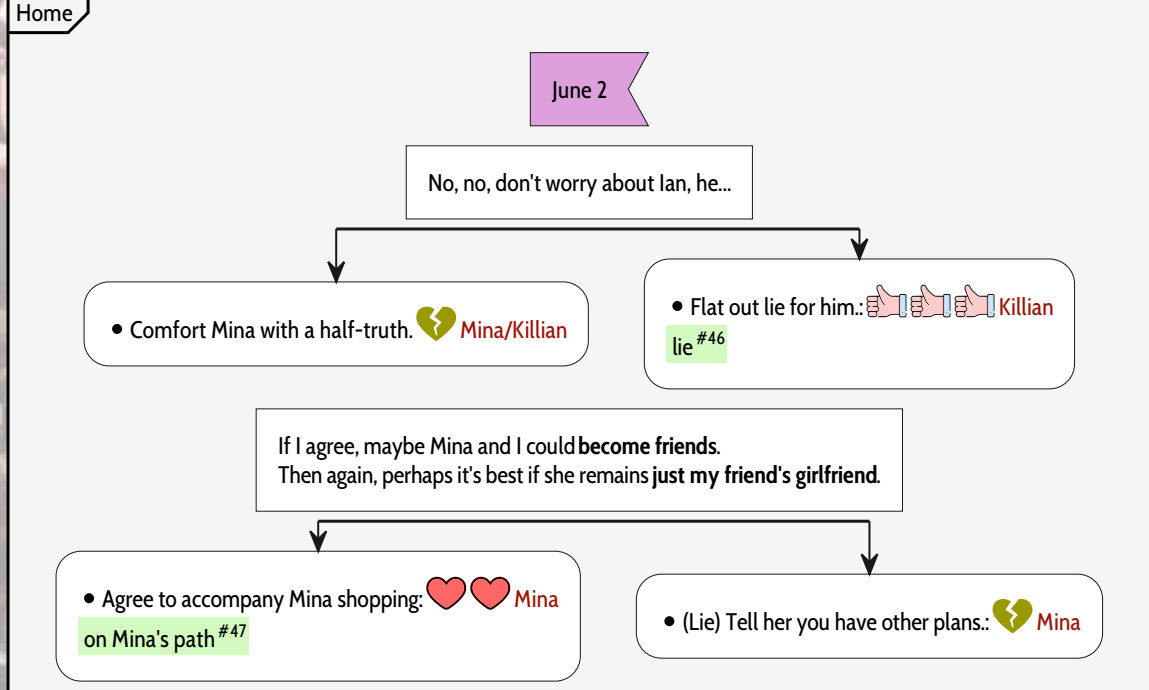 Home
June 2
No, no, don't worry about Ian, he...
• Comfort Mina with a half-truth. Mina/Killian
• Flat out lie for him.: Killian
lie #46
If I agree, maybe Mina and I could become friends.
Then again, perhaps it's best if she remains just my friend's girlfriend.
• Agree to accompany Mina shopping: Mina
on Mina's path #47
• (Lie) Tell her you have other plans.: Mina